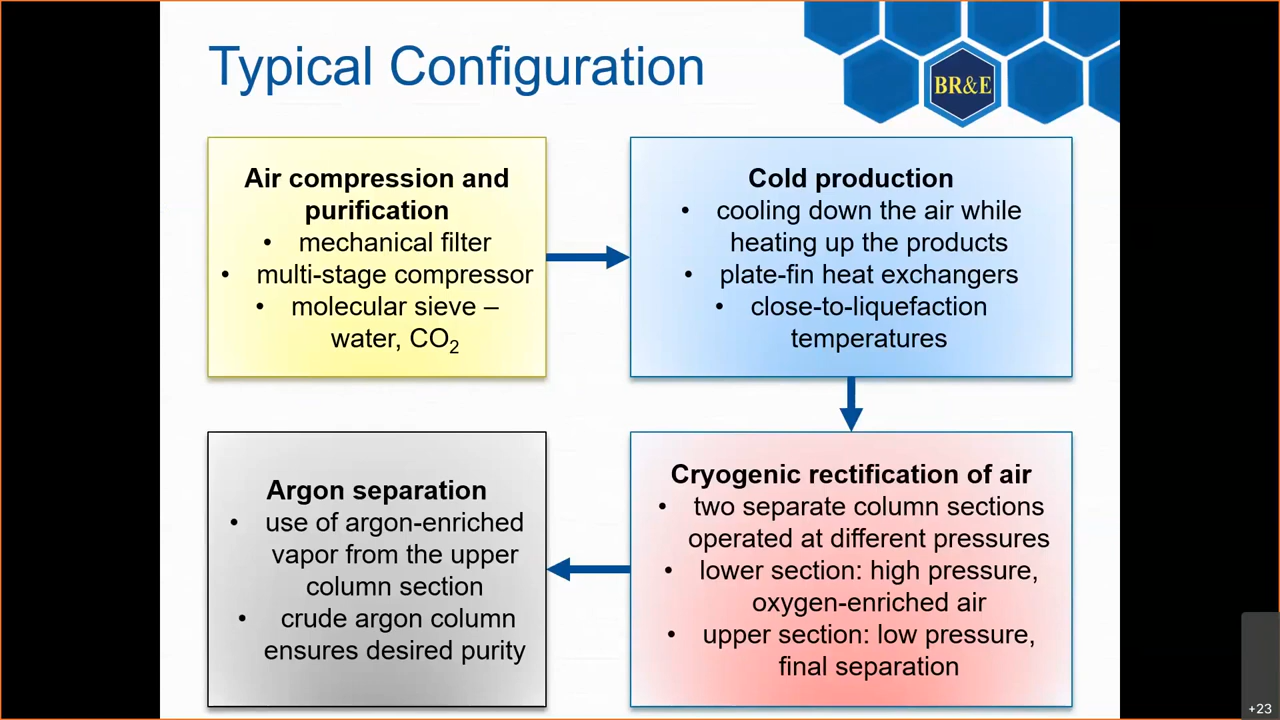 Typical Configuration
BR&E
Air compression and
purification
• mechanical filter
• multi-stage compressor
• molecular sieve –
water, CO₂
Cold production
• cooling down the air while
heating up the products
• plate-fin heat exchangers
• close-to-liquefaction
temperatures
Cryogenic rectification of air
• two separate column sections
operated at different pressures
• lower section: high pressure,
oxygen-enriched air
• upper section: low pressure,
final separation
Argon separation
• use of argon-enriched
vapor from the upper
column section
• crude argon column
ensures desired purity
+23